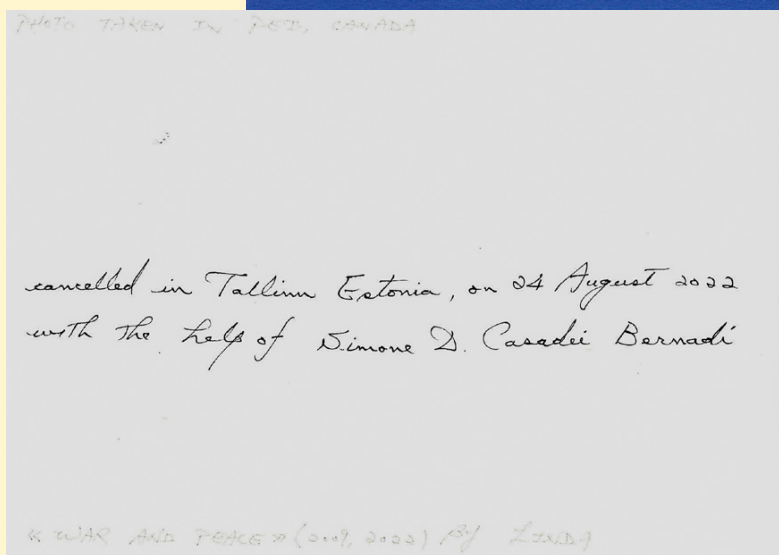 PHOTO TAKEN IN PEI, CANADA
cancelled in Tallinn Estonia, on 24 August 2022
with the help of Simone D. Casadei Bernadi
« WAR AND PEACE » (2009, 2022) BY LINDA